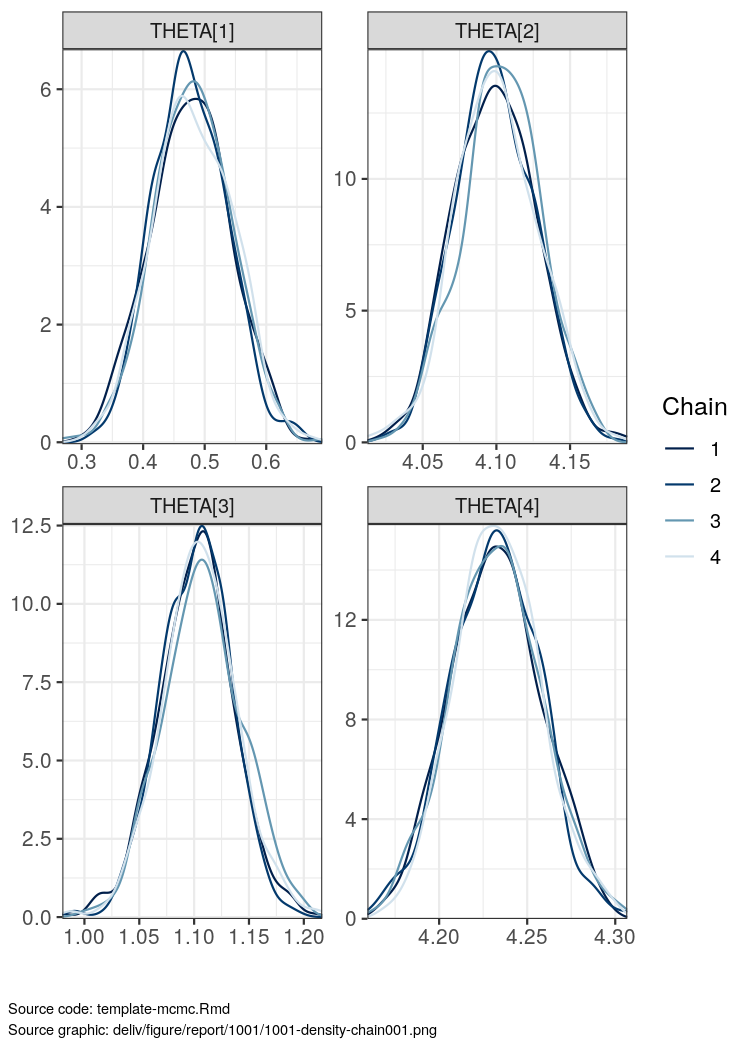 THETA[1] THETA[2]
6
4
2
0
10
5
0
0.3 0.4 0.5 0.6
4.05 4.10 4.15
THETA[3] THETA[4]
12.5
10.0
7.5
5.0
2.5
0.0
12
8
4
0
1.00 1.05 1.10 1.15 1.20
4.20 4.25 4.30
Chain
1
2
3
4
Source code: template-mcmc.Rmd
Source graphic: deliv/figure/report/1001/1001-density-chain001.png